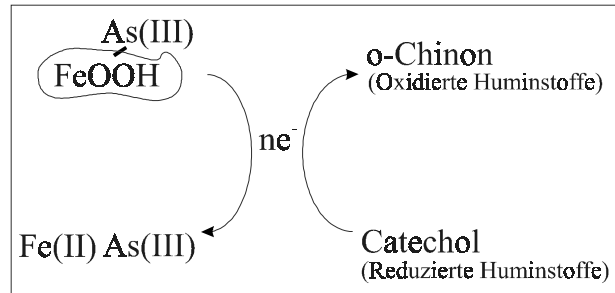 As(III)
FeOOH
o-Chinon
(Oxidierte Huminstoffe)
ne⁻
Fe(II) As(III)
Catechol
(Reduzierte Huminstoffe)